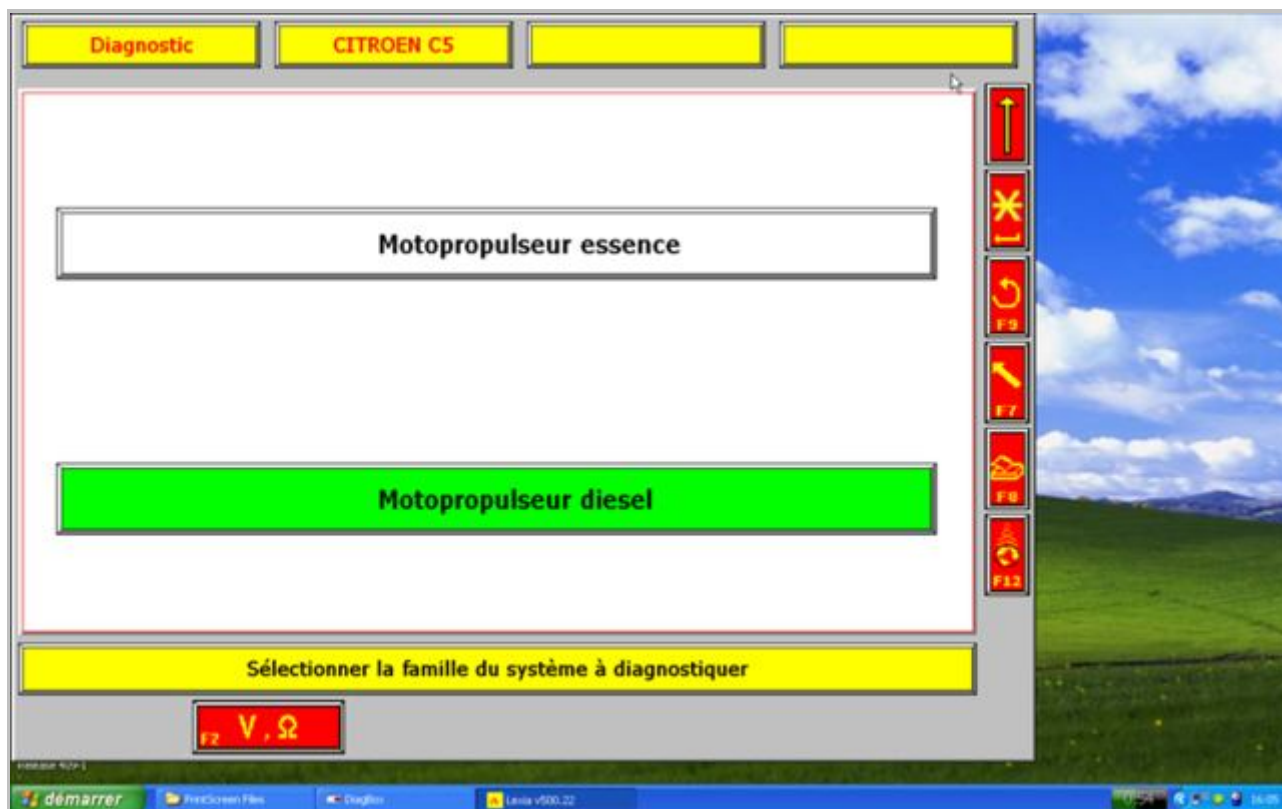 Diagnostic
CITROEN C5
Motopropulseur essence
Motopropulseur diesel
Sélectionner la famille du système à diagnostiquer
F9
F7
F8
F12
F2 V , Ω
démarrer
PrintScreen Files
DiagBox
Lexia v500.22